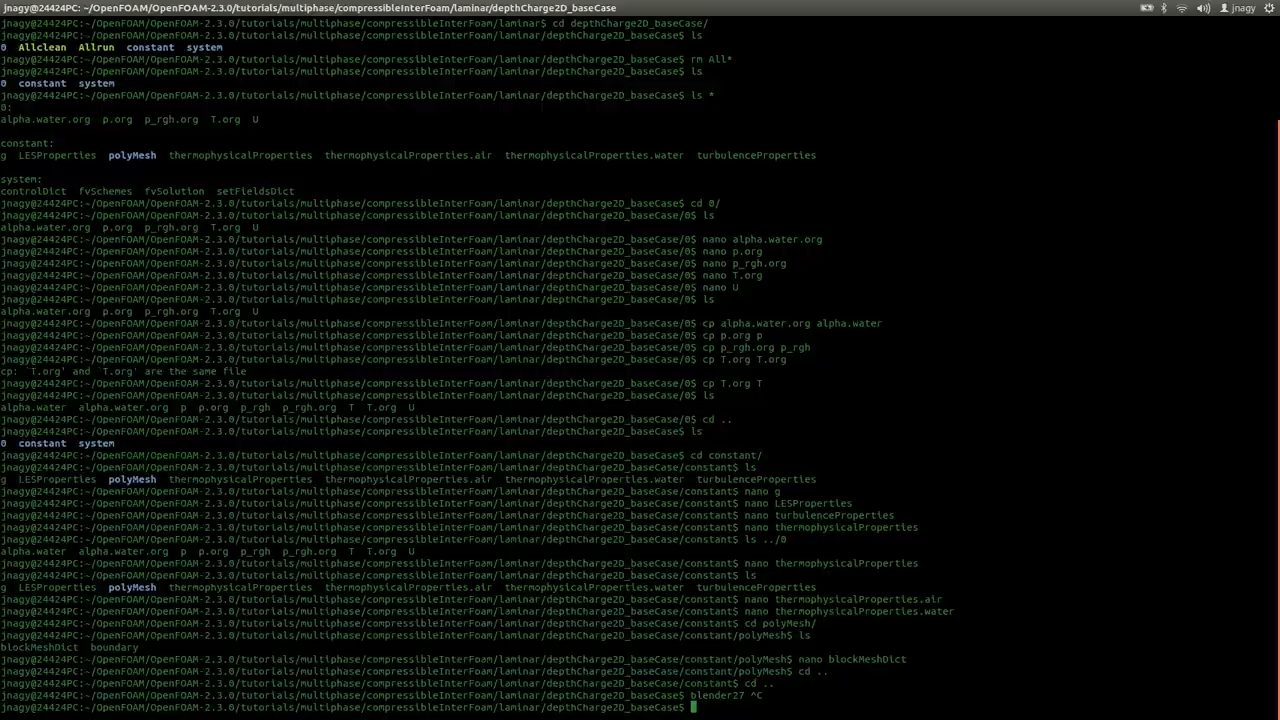 jnagy@24424PC:~/OpenFOAM/OpenFOAM-2.3.0/tutorials/multiphase/compressibleInterFoam/laminar/depthCharge2D_baseCase jnagy
jnagy@24424PC:~/OpenFOAM/OpenFOAM-2.3.0/tutorials/multiphase/compressibleInterFoam/laminar$ cd depthCharge2D_baseCase/
jnagy@24424PC:~/OpenFOAM/OpenFOAM-2.3.0/tutorials/multiphase/compressibleInterFoam/laminar/depthCharge2D_baseCase$ ls
0 Allclean Allrun constant system
jnagy@24424PC:~/OpenFOAM/OpenFOAM-2.3.0/tutorials/multiphase/compressibleInterFoam/laminar/depthCharge2D_baseCase$ rm All*
jnagy@24424PC:~/OpenFOAM/OpenFOAM-2.3.0/tutorials/multiphase/compressibleInterFoam/laminar/depthCharge2D_baseCase$ ls
0 constant system
jnagy@24424PC:~/OpenFOAM/OpenFOAM-2.3.0/tutorials/multiphase/compressibleInterFoam/laminar/depthCharge2D_baseCase$ ls *
0:
alpha.water.org p.org p_rgh.org T.org U
constant:
g LESProperties polyMesh thermophysicalProperties thermophysicalProperties.air thermophysicalProperties.water turbulenceProperties
system:
controlDict fvSchemes fvSolution setFieldsDict
jnagy@24424PC:~/OpenFOAM/OpenFOAM-2.3.0/tutorials/multiphase/compressibleInterFoam/laminar/depthCharge2D_baseCase$ cd 0/
jnagy@24424PC:~/OpenFOAM/OpenFOAM-2.3.0/tutorials/multiphase/compressibleInterFoam/laminar/depthCharge2D_baseCase/0$ ls
alpha.water.org p.org p_rgh.org T.org U
jnagy@24424PC:~/OpenFOAM/OpenFOAM-2.3.0/tutorials/multiphase/compressibleInterFoam/laminar/depthCharge2D_baseCase/0$ nano alpha.water.org
jnagy@24424PC:~/OpenFOAM/OpenFOAM-2.3.0/tutorials/multiphase/compressibleInterFoam/laminar/depthCharge2D_baseCase/0$ nano p.org
jnagy@24424PC:~/OpenFOAM/OpenFOAM-2.3.0/tutorials/multiphase/compressibleInterFoam/laminar/depthCharge2D_baseCase/0$ nano p_rgh.org
jnagy@24424PC:~/OpenFOAM/OpenFOAM-2.3.0/tutorials/multiphase/compressibleInterFoam/laminar/depthCharge2D_baseCase/0$ nano T.org
jnagy@24424PC:~/OpenFOAM/OpenFOAM-2.3.0/tutorials/multiphase/compressibleInterFoam/laminar/depthCharge2D_baseCase/0$ nano U
jnagy@24424PC:~/OpenFOAM/OpenFOAM-2.3.0/tutorials/multiphase/compressibleInterFoam/laminar/depthCharge2D_baseCase/0$ ls
alpha.water.org p.org p_rgh.org T.org U
jnagy@24424PC:~/OpenFOAM/OpenFOAM-2.3.0/tutorials/multiphase/compressibleInterFoam/laminar/depthCharge2D_baseCase/0$ cp alpha.water.org alpha.water
jnagy@24424PC:~/OpenFOAM/OpenFOAM-2.3.0/tutorials/multiphase/compressibleInterFoam/laminar/depthCharge2D_baseCase/0$ cp p.org p
jnagy@24424PC:~/OpenFOAM/OpenFOAM-2.3.0/tutorials/multiphase/compressibleInterFoam/laminar/depthCharge2D_baseCase/0$ cp p_rgh.org p_rgh
jnagy@24424PC:~/OpenFOAM/OpenFOAM-2.3.0/tutorials/multiphase/compressibleInterFoam/laminar/depthCharge2D_baseCase/0$ cp T.org T.org
cp: `T.org' and `T.org' are the same file
jnagy@24424PC:~/OpenFOAM/OpenFOAM-2.3.0/tutorials/multiphase/compressibleInterFoam/laminar/depthCharge2D_baseCase/0$ cp T.org T
jnagy@24424PC:~/OpenFOAM/OpenFOAM-2.3.0/tutorials/multiphase/compressibleInterFoam/laminar/depthCharge2D_baseCase/0$ ls
alpha.water alpha.water.org p p.org p_rgh p_rgh.org T T.org U
jnagy@24424PC:~/OpenFOAM/OpenFOAM-2.3.0/tutorials/multiphase/compressibleInterFoam/laminar/depthCharge2D_baseCase/0$ cd ..
jnagy@24424PC:~/OpenFOAM/OpenFOAM-2.3.0/tutorials/multiphase/compressibleInterFoam/laminar/depthCharge2D_baseCase$ ls
0 constant system
jnagy@24424PC:~/OpenFOAM/OpenFOAM-2.3.0/tutorials/multiphase/compressibleInterFoam/laminar/depthCharge2D_baseCase$ cd constant/
jnagy@24424PC:~/OpenFOAM/OpenFOAM-2.3.0/tutorials/multiphase/compressibleInterFoam/laminar/depthCharge2D_baseCase/constant$ ls
g LESProperties polyMesh thermophysicalProperties thermophysicalProperties.air thermophysicalProperties.water turbulenceProperties
jnagy@24424PC:~/OpenFOAM/OpenFOAM-2.3.0/tutorials/multiphase/compressibleInterFoam/laminar/depthCharge2D_baseCase/constant$ nano g
jnagy@24424PC:~/OpenFOAM/OpenFOAM-2.3.0/tutorials/multiphase/compressibleInterFoam/laminar/depthCharge2D_baseCase/constant$ nano LESProperties
jnagy@24424PC:~/OpenFOAM/OpenFOAM-2.3.0/tutorials/multiphase/compressibleInterFoam/laminar/depthCharge2D_baseCase/constant$ nano turbulenceProperties
jnagy@24424PC:~/OpenFOAM/OpenFOAM-2.3.0/tutorials/multiphase/compressibleInterFoam/laminar/depthCharge2D_baseCase/constant$ nano thermophysicalProperties
jnagy@24424PC:~/OpenFOAM/OpenFOAM-2.3.0/tutorials/multiphase/compressibleInterFoam/laminar/depthCharge2D_baseCase/constant$ ls ../0
alpha.water alpha.water.org p p.org p_rgh p_rgh.org T T.org U
jnagy@24424PC:~/OpenFOAM/OpenFOAM-2.3.0/tutorials/multiphase/compressibleInterFoam/laminar/depthCharge2D_baseCase/constant$ nano thermophysicalProperties
jnagy@24424PC:~/OpenFOAM/OpenFOAM-2.3.0/tutorials/multiphase/compressibleInterFoam/laminar/depthCharge2D_baseCase/constant$ ls
g LESProperties polyMesh thermophysicalProperties thermophysicalProperties.air thermophysicalProperties.water turbulenceProperties
jnagy@24424PC:~/OpenFOAM/OpenFOAM-2.3.0/tutorials/multiphase/compressibleInterFoam/laminar/depthCharge2D_baseCase/constant$ nano thermophysicalProperties.air
jnagy@24424PC:~/OpenFOAM/OpenFOAM-2.3.0/tutorials/multiphase/compressibleInterFoam/laminar/depthCharge2D_baseCase/constant$ nano thermophysicalProperties.water
jnagy@24424PC:~/OpenFOAM/OpenFOAM-2.3.0/tutorials/multiphase/compressibleInterFoam/laminar/depthCharge2D_baseCase/constant$ cd polyMesh/
jnagy@24424PC:~/OpenFOAM/OpenFOAM-2.3.0/tutorials/multiphase/compressibleInterFoam/laminar/depthCharge2D_baseCase/constant/polyMesh$ ls
blockMeshDict boundary
jnagy@24424PC:~/OpenFOAM/OpenFOAM-2.3.0/tutorials/multiphase/compressibleInterFoam/laminar/depthCharge2D_baseCase/constant/polyMesh$ nano blockMeshDict
jnagy@24424PC:~/OpenFOAM/OpenFOAM-2.3.0/tutorials/multiphase/compressibleInterFoam/laminar/depthCharge2D_baseCase/constant/polyMesh$ cd ..
jnagy@24424PC:~/OpenFOAM/OpenFOAM-2.3.0/tutorials/multiphase/compressibleInterFoam/laminar/depthCharge2D_baseCase/constant$ cd ..
jnagy@24424PC:~/OpenFOAM/OpenFOAM-2.3.0/tutorials/multiphase/compressibleInterFoam/laminar/depthCharge2D_baseCase$ blender27 ^C
jnagy@24424PC:~/OpenFOAM/OpenFOAM-2.3.0/tutorials/multiphase/compressibleInterFoam/laminar/depthCharge2D_baseCase$